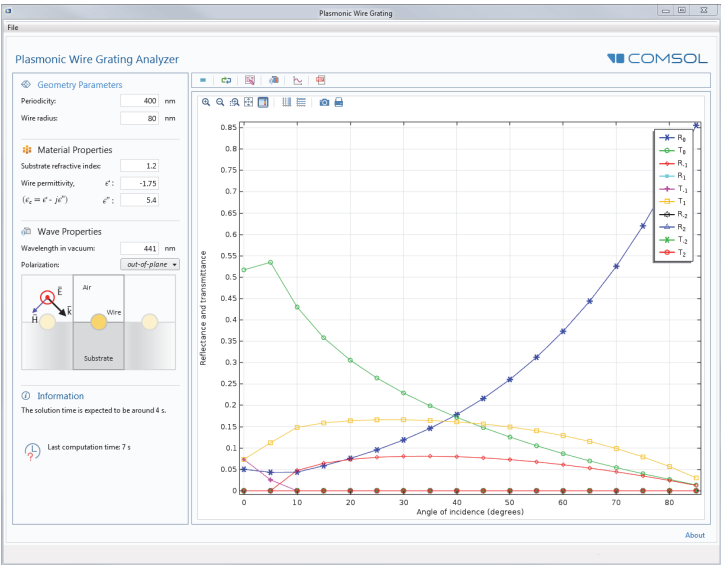 Plasmonic Wire Grating
File
Plasmonic Wire Grating Analyzer
COMSOL
Geometry Parameters
Periodicity: 400 nm
Wire radius: 80 nm
Material Properties
Substrate refractive index: 1.2
Wire permittivity, ε' : -1.75
(εc = ε' - jε'') ε'' : 5.4
Wave Properties
Wavelength in vacuum: 441 nm
Polarization: out-of-plane
Air
E
k
H
Wire
Substrate
Information
The solution time is expected to be around 4 s.
Last computation time: 7 s
Reflectance and transmittance
0.85
0.8
0.75
0.7
0.65
0.6
0.55
0.5
0.45
0.4
0.35
0.3
0.25
0.2
0.15
0.1
0.05
0
0 10 20 30 40 50 60 70 80
Angle of incidence (degrees)
R0
T0
R-1
R1
T-1
T1
R-2
R2
T-2
T2
About